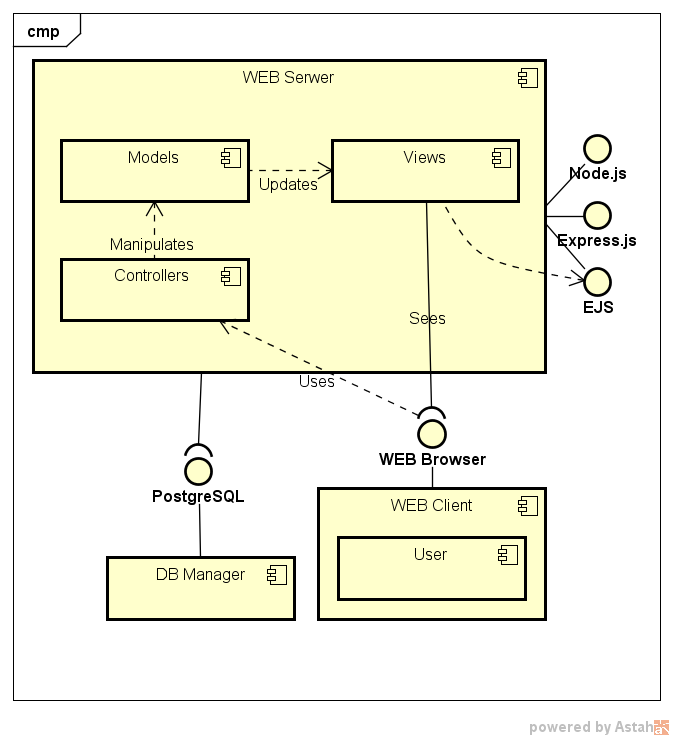 cmp
WEB Serwer
Models
Views
Updates
Node.js
Manipulates
Express.js
Controllers
EJS
Sees
Uses
WEB Browser
PostgreSQL
WEB Client
User
DB Manager
powered by Astah